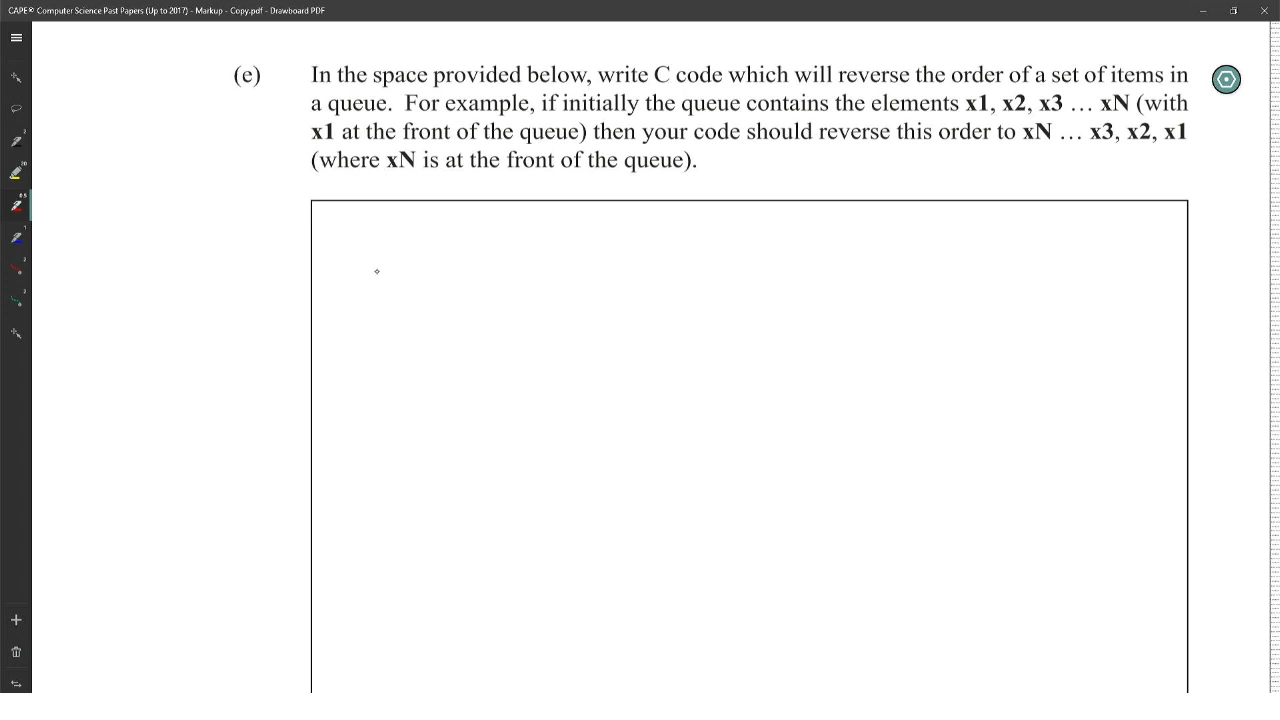 CAPE® Computer Science Past Papers (Up to 2017) - Markup - Copy.pdf - Drawboard PDF
(e) In the space provided below, write C code which will reverse the order of a set of items in
a queue. For example, if initially the queue contains the elements x1, x2, x3 … xN (with
x1 at the front of the queue) then your code should reverse this order to xN … x3, x2, x1
(where xN is at the front of the queue).